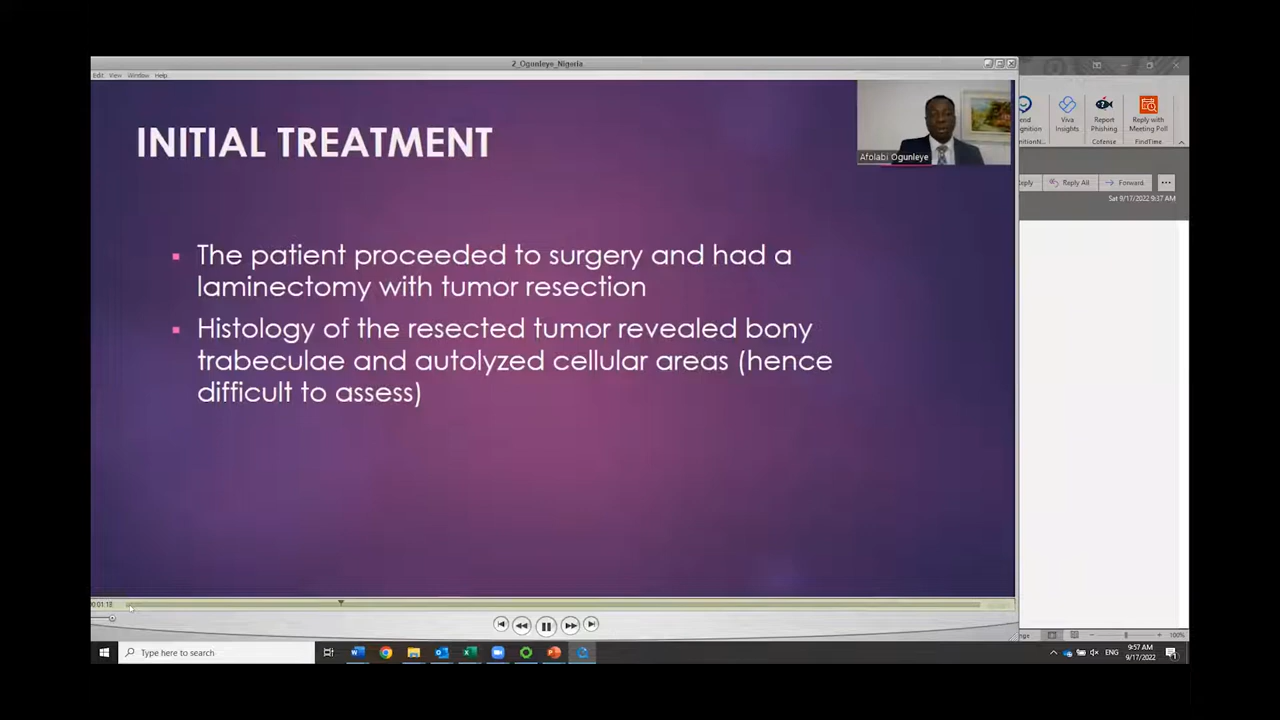 2_Ogunleye_Nigeria
Edit View Window Help
INITIAL TREATMENT
Afolabi Ogunleye
▪ The patient proceeded to surgery and had a
laminectomy with tumor resection
▪ Histology of the resected tumor revealed bony
trabeculae and autolyzed cellular areas (hence
difficult to assess)
Viva Insights
Report Phishing
Reply with Meeting Poll
Cofense
FindTime
Reply All
Forward
Sat 9/17/2022 9:37 AM
100%
Type here to search
ENG
9:57 AM
9/17/2022